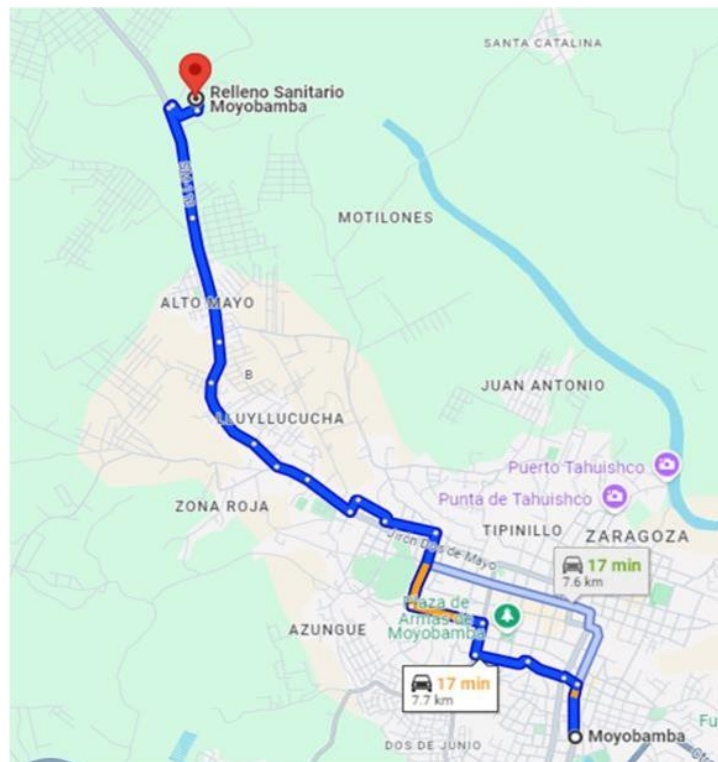 SANTA CATALINA
Relleno Sanitario
Moyobamba
MOTILONES
ALTO MAYO
B
JUAN ANTONIO
LLUYLLUCUCHA
Puerto Tahuishco
Punta de Tahuishco
ZONA ROJA
TIPINILLO
ZARAGOZA
Jirón Dos de Mayo
17 min
7.6 km
Plaza de
Armas de
Moyobamba
AZUNGUE
17 min
7.7 km
Moyobamba
Fu
DOS DE JUNIO